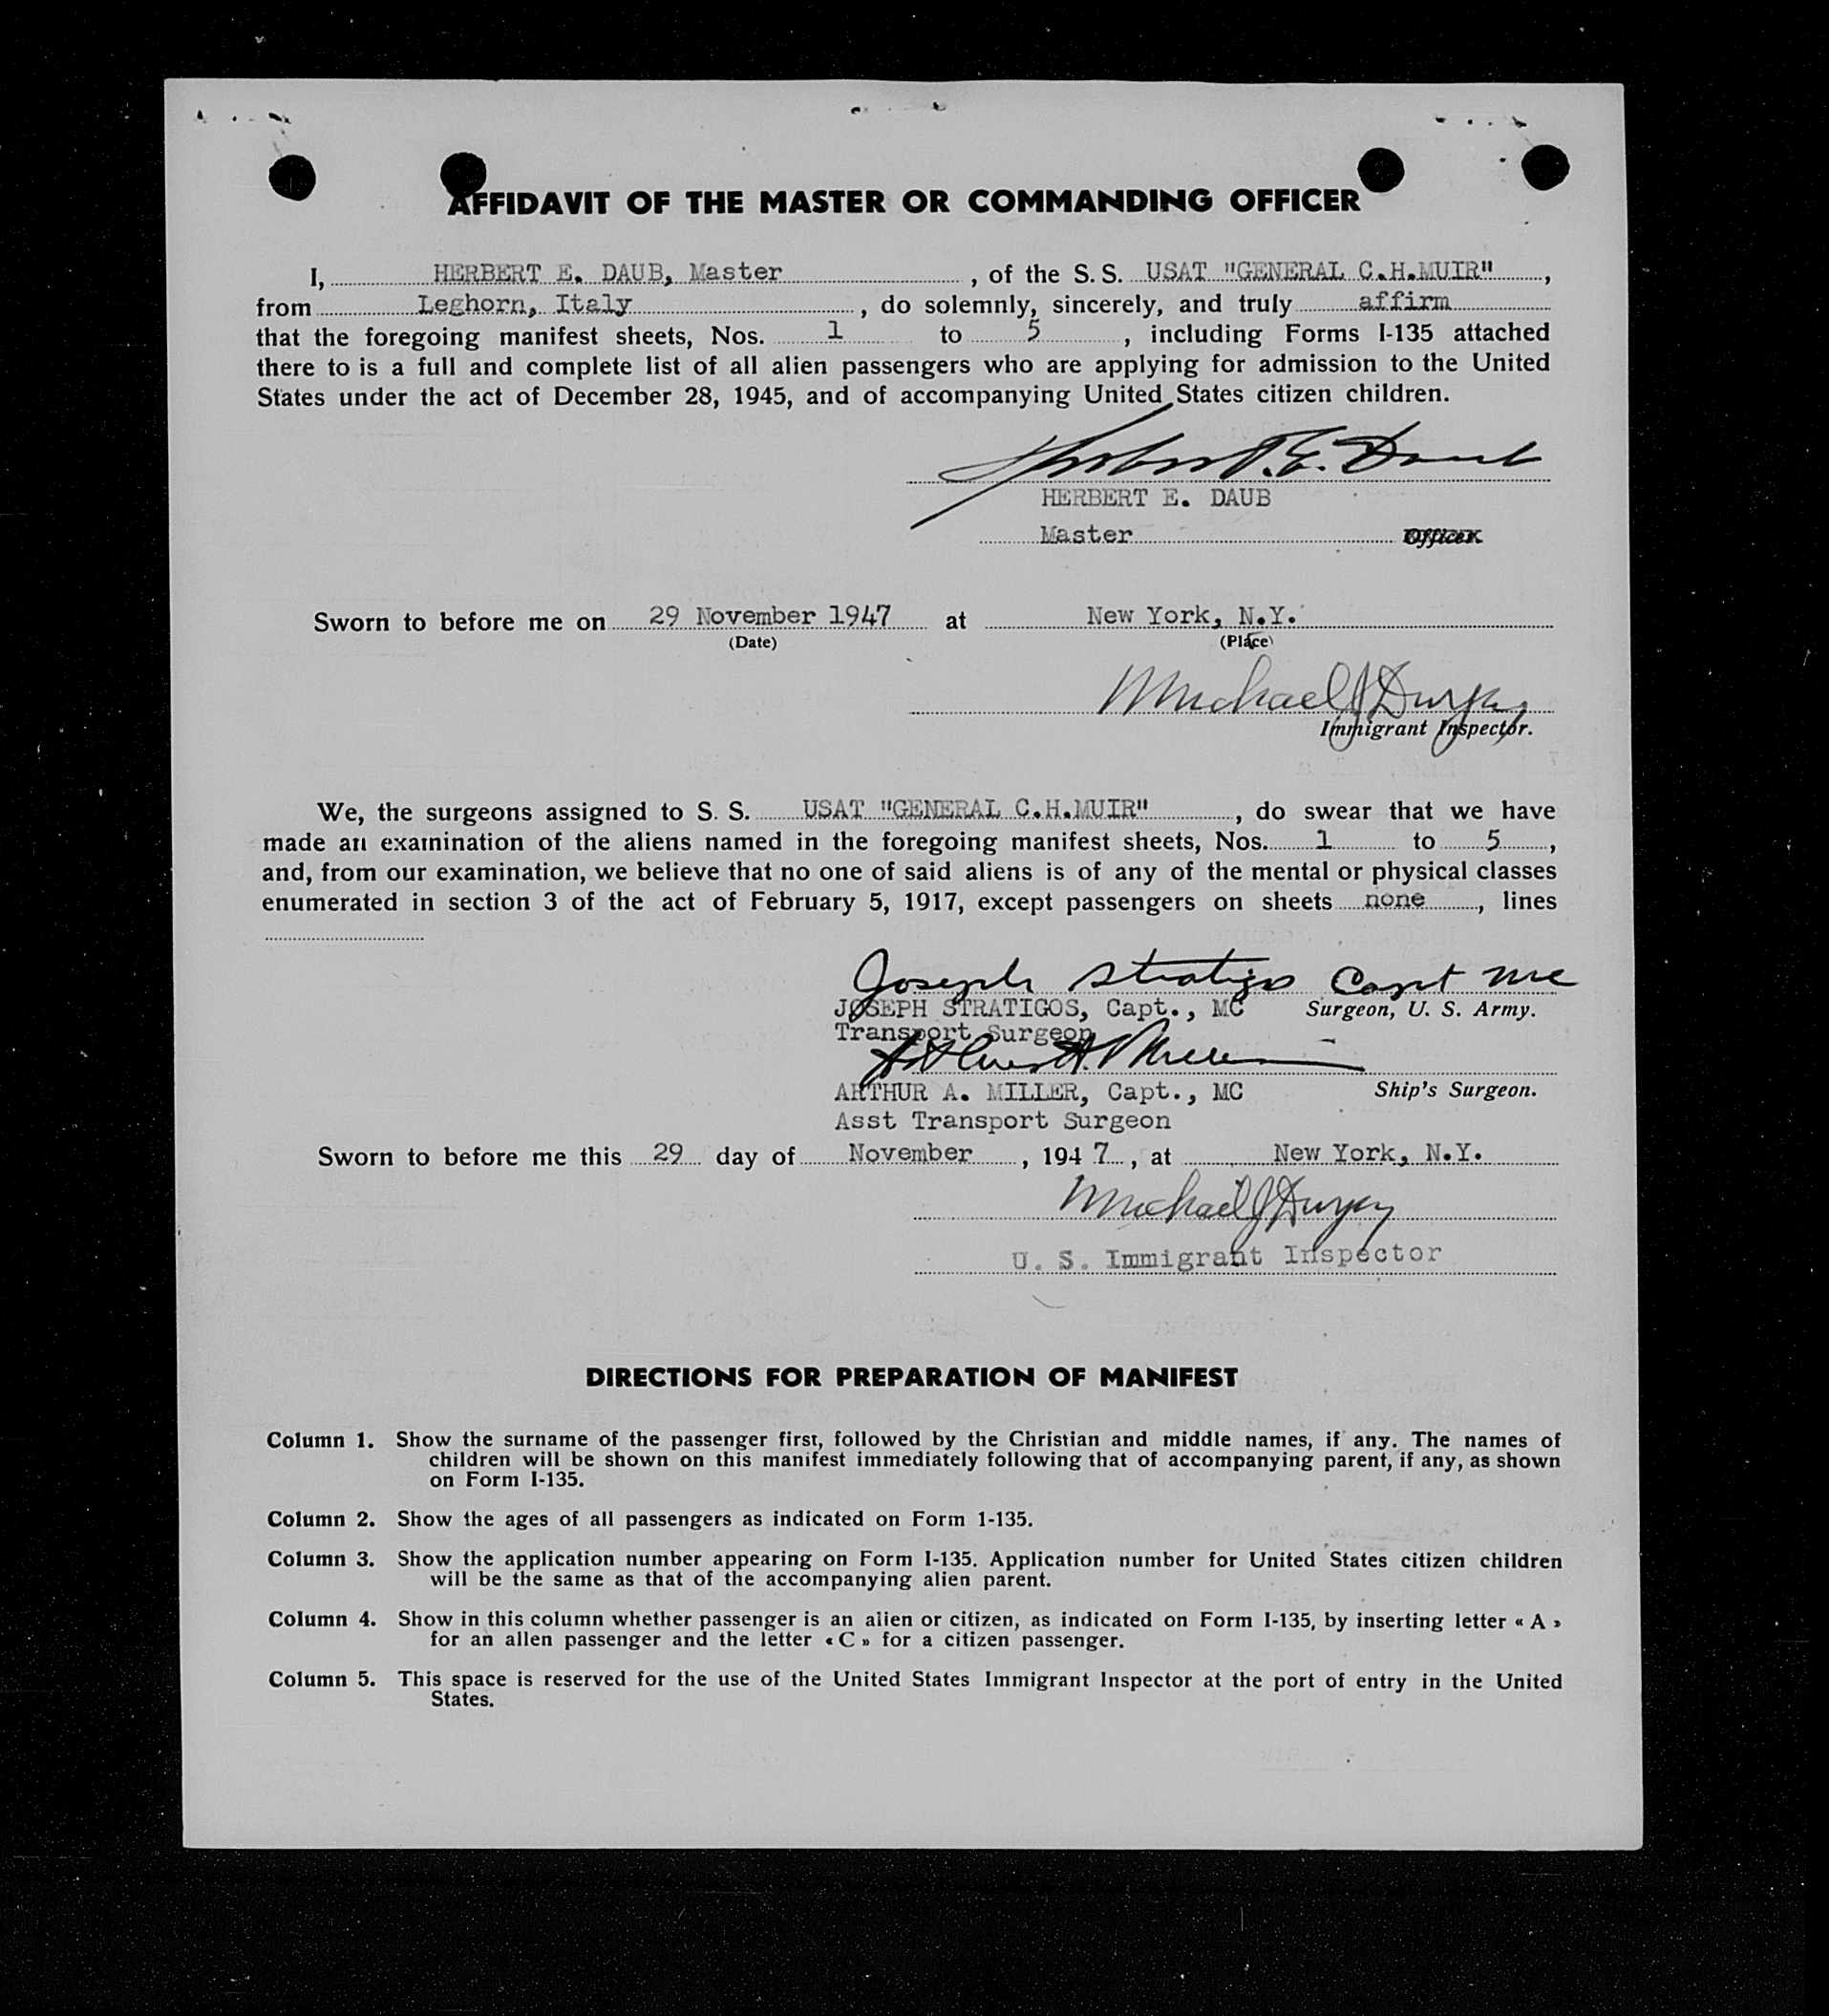 AFFIDAVIT OF THE MASTER OR COMMANDING OFFICER
I, HERBERT E. DAUB, Master, of the S. S. USAT "GENERAL C.H.MUIR",
from Leghorn, Italy, do solemnly, sincerely, and truly affirm
that the foregoing manifest sheets, Nos. 1 to 5, including Forms I-135 attached
there to is a full and complete list of all alien passengers who are applying for admission to the United
States under the act of December 28, 1945, and of accompanying United States citizen children.
Herbert E. Daub
HERBERT E. DAUB
Master Officer
Sworn to before me on 29 November 1947 at New York, N.Y.
(Date) (Place)
Michael J
Immigrant Inspector.
We, the surgeons assigned to S. S. USAT "GENERAL C.H.MUIR", do swear that we have
made an examination of the aliens named in the foregoing manifest sheets, Nos. 1 to 5,
and, from our examination, we believe that no one of said aliens is of any of the mental or physical classes
enumerated in section 3 of the act of February 5, 1917, except passengers on sheets none, lines
Joseph Stratigos Capt MC
JOSEPH STRATIGOS, Capt., MC Surgeon, U. S. Army.
Transport Surgeon
Arthur A. Miller
ARTHUR A. MILLER, Capt., MC Ship's Surgeon.
Asst Transport Surgeon
Sworn to before me this 29 day of November, 1947, at New York, N.Y.
Michael J
U. S. Immigrant Inspector
DIRECTIONS FOR PREPARATION OF MANIFEST
Column 1. Show the surname of the passenger first, followed by the Christian and middle names, if any. The names of
children will be shown on this manifest immediately following that of accompanying parent, if any, as shown
on Form I-135.
Column 2. Show the ages of all passengers as indicated on Form 1-135.
Column 3. Show the application number appearing on Form I-135. Application number for United States citizen children
will be the same as that of the accompanying alien parent.
Column 4. Show in this column whether passenger is an alien or citizen, as indicated on Form I-135, by inserting letter « A »
for an allen passenger and the letter « C » for a citizen passenger.
Column 5. This space is reserved for the use of the United States Immigrant Inspector at the port of entry in the United
States.